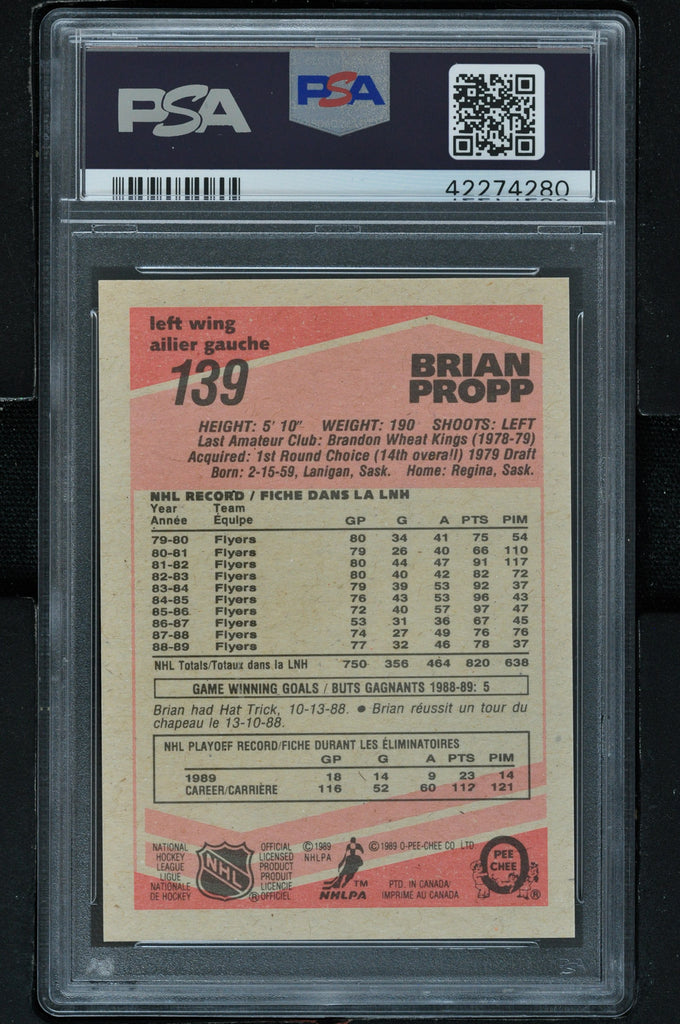 PSA
PSA
42274280
left wing
ailier gauche
139
BRIAN
PROPP
HEIGHT: 5' 10" WEIGHT: 190 SHOOTS: LEFT
Last Amateur Club: Brandon Wheat Kings (1978-79)
Acquired: 1st Round Choice (14th overall) 1979 Draft
Born: 2-15-59, Lanigan, Sask. Home: Regina, Sask.
NHL RECORD / FICHE DANS LA LNH
Year Team
Année Équipe GP G A PTS PIM
79-80 Flyers 80 34 41 75 54
80-81 Flyers 79 26 40 66 110
81-82 Flyers 80 44 47 91 117
82-83 Flyers 80 40 42 82 72
83-84 Flyers 79 39 53 92 37
84-85 Flyers 76 43 53 96 43
85-86 Flyers 72 40 57 97 47
86-87 Flyers 53 31 36 67 45
87-88 Flyers 74 27 49 76 76
88-89 Flyers 77 32 46 78 37
NHL Totals/Totaux dans la LNH 750 356 464 820 638
GAME WINNING GOALS / BUTS GAGNANTS 1988-89: 5
Brian had Hat Trick, 10-13-88. ● Brian réussit un tour du
chapeau le 13-10-88.
NHL PLAYOFF RECORD/FICHE DURANT LES ÉLIMINATOIRES
GP G A PTS PIM
1989 18 14 9 23 14
CAREER/CARRIÈRE 116 52 60 112 121
NATIONAL
HOCKEY
LEAGUE
LIGUE
NATIONALE
DE HOCKEY
NHL
®
OFFICIAL
LICENSED
PRODUCT
PRODUIT
LICENCIÉ
OFFICIEL
© 1989
NHLPA
TM
NHLPA
© 1989 O-PEE-CHEE CO. LTD.
PTD. IN CANADA
IMPRIMÉ AU CANADA
O
PEE
CHEE
®